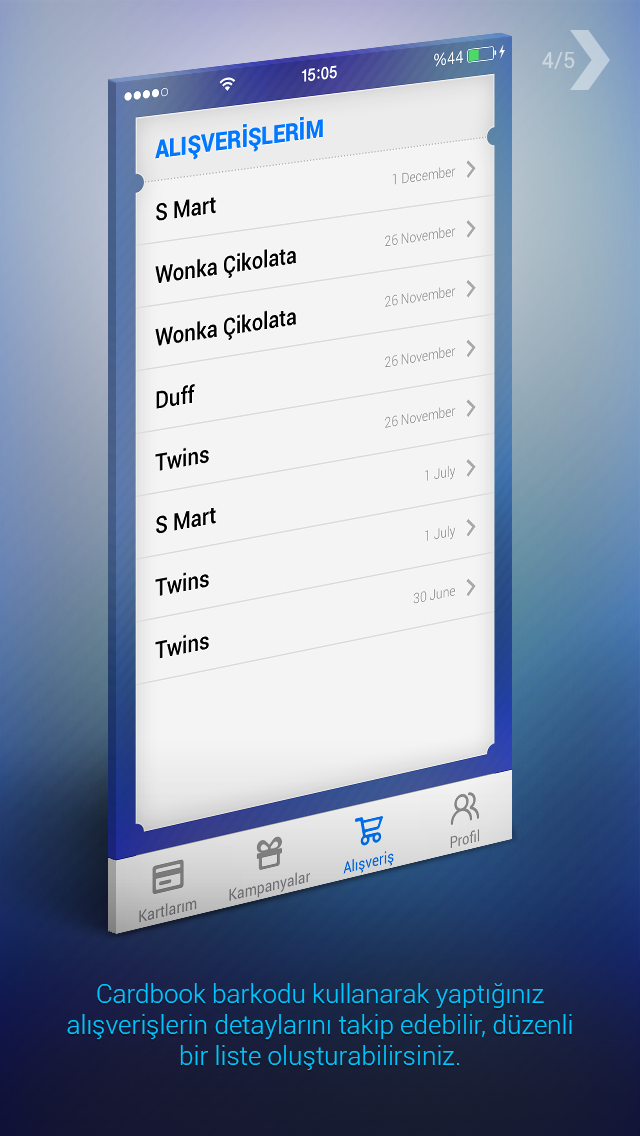 15:05
%44
4/5
ALIŞVERİŞLERİM
S Mart
1 December
Wonka Çikolata
26 November
Wonka Çikolata
26 November
Duff
26 November
Twins
26 November
S Mart
1 July
Twins
1 July
Twins
30 June
Kartlarım
Kampanyalar
Alışveriş
Profil
Cardbook barkodu kullanarak yaptığınız
alışverişlerin detaylarını takip edebilir, düzenli
bir liste oluşturabilirsiniz.